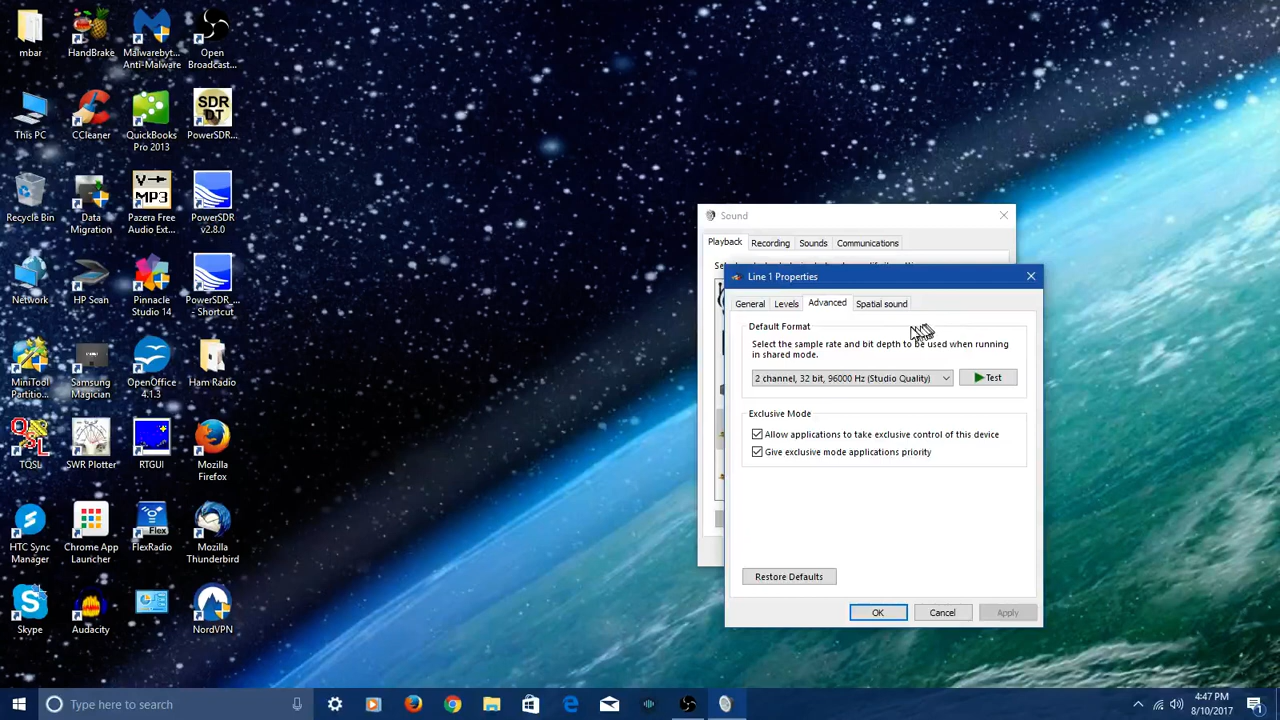 mbar
HandBrake
Malwarebyt...
Anti-Malware
Open
Broadcast...
This PC
CCleaner
QuickBooks
Pro 2013
SDR
DT
PowerSDR...
Recycle Bin
Data
Migration
V
MP3
Pazera Free
Audio Ext...
PowerSDR
v2.8.0
Network
HP Scan
Pinnacle
Studio 14
PowerSDR_...
- Shortcut
MiniTool
Partitio...
Samsung
Magician
OpenOffice
4.1.3
Ham Radio
TQSL
SWR Plotter
RTGUI
Mozilla
Firefox
HTC Sync
Manager
Chrome App
Launcher
Flex
FlexRadio
Mozilla
Thunderbird
Skype
Audacity
NordVPN
Sound
Playback
Recording
Sounds
Communications
Line 1 Properties
General
Levels
Advanced
Spatial sound
Default Format
Select the sample rate and bit depth to be used when running
in shared mode.
2 channel, 32 bit, 96000 Hz (Studio Quality)
Test
Exclusive Mode
Allow applications to take exclusive control of this device
Give exclusive mode applications priority
Restore Defaults
OK
Cancel
Apply
Type here to search
4:47 PM
8/10/2017